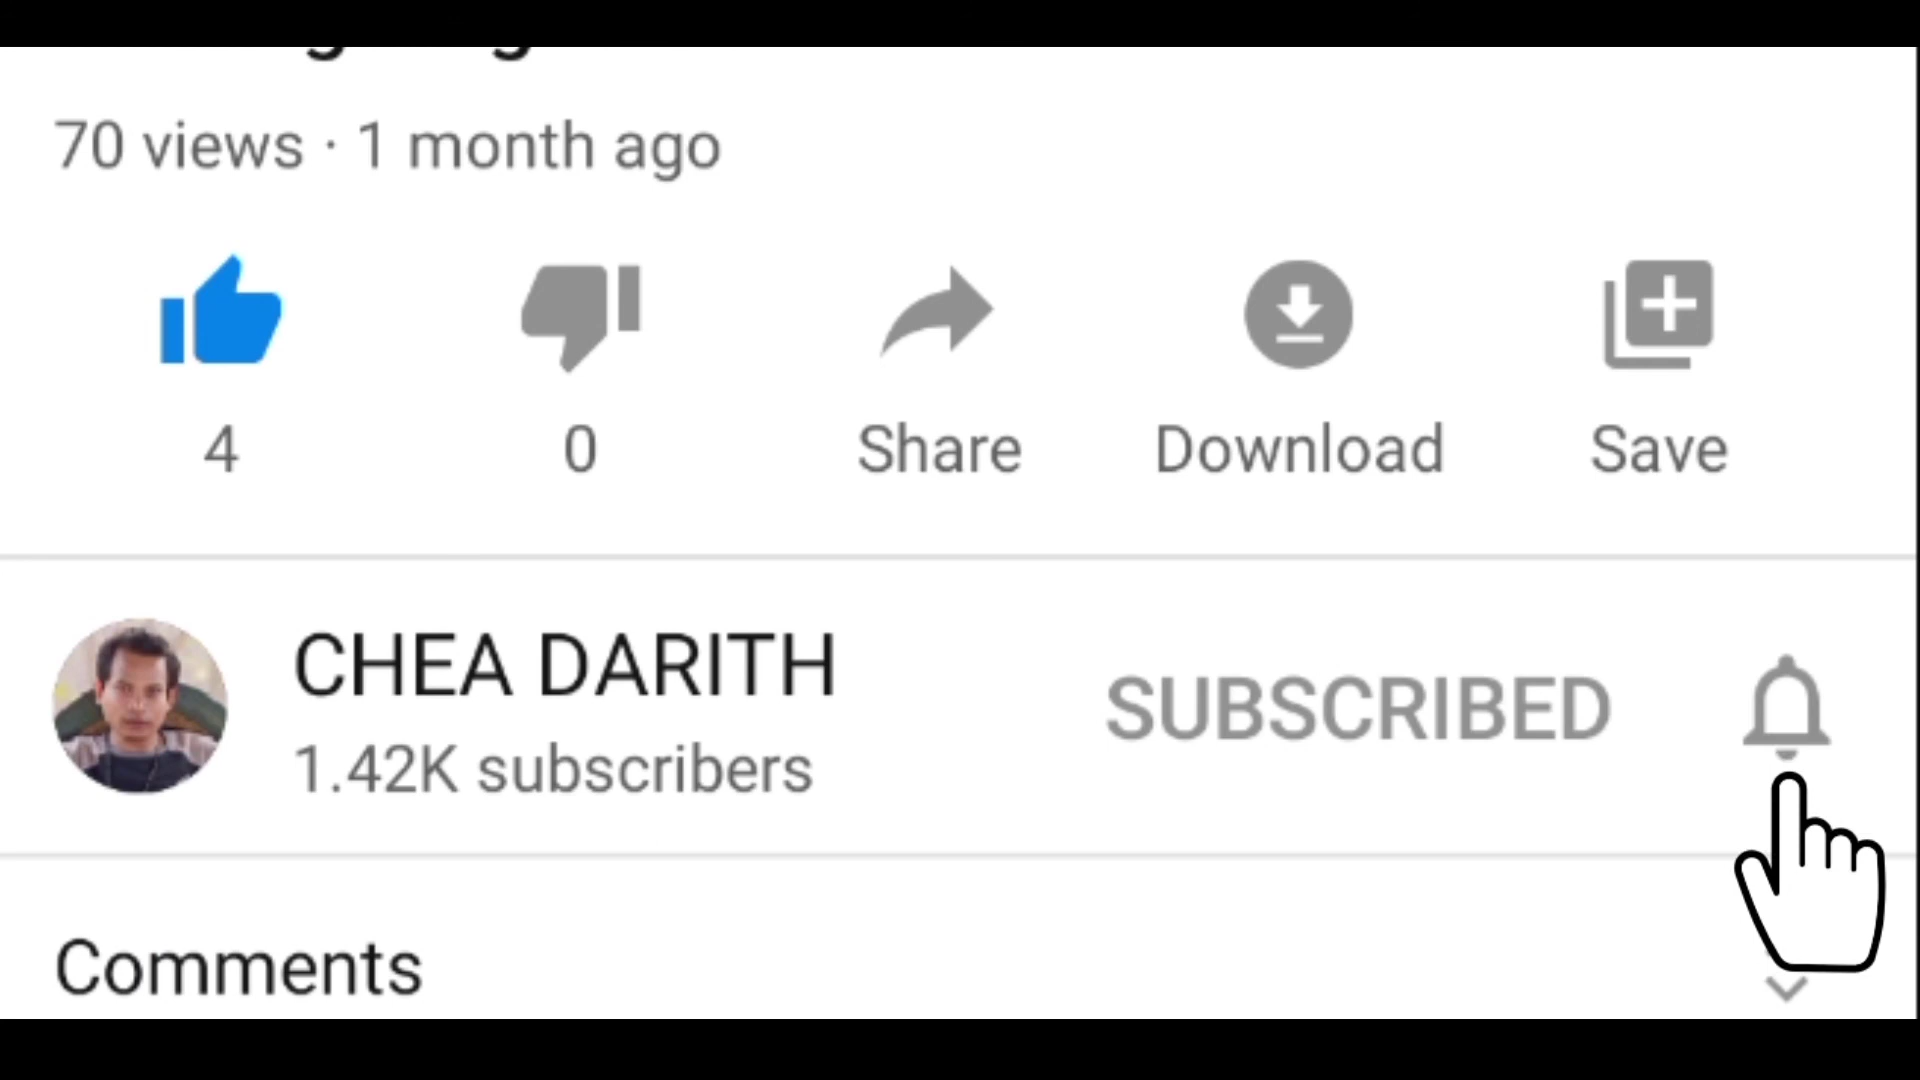 70 views · 1 month ago
4
0
Share
Download
Save
CHEA DARITH
1.42K subscribers
SUBSCRIBED
Comments